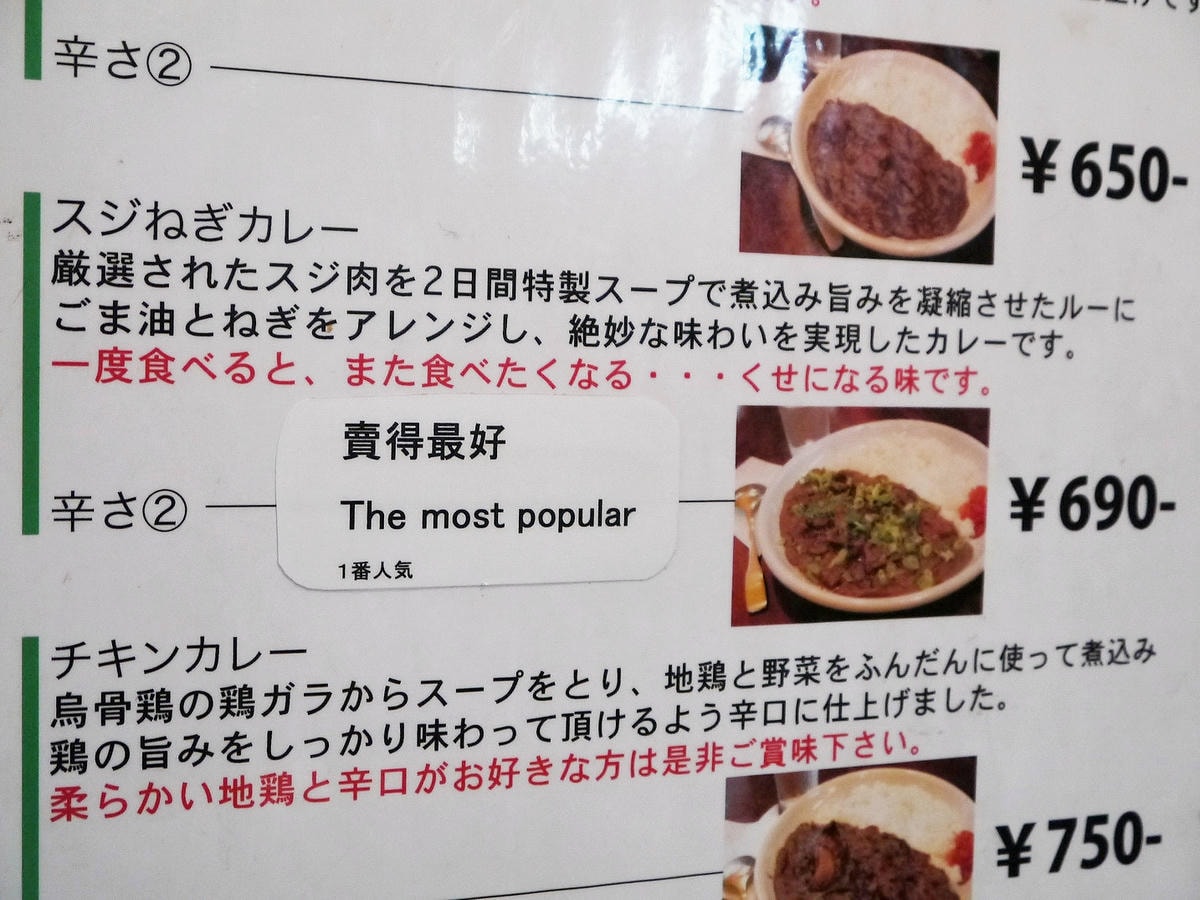 辛さ②
¥650-
スジねぎカレー
厳選されたスジ肉を2日間特製スープで煮込み旨みを凝縮させたルーに
ごま油とねぎをアレンジし、絶妙な味わいを実現したカレーです。
一度食べると、また食べたくなる・・・くせになる味です。
賣得最好
辛さ②
The most popular
¥690-
1番人気
チキンカレー
烏骨鶏の鶏ガラからスープをとり、地鶏と野菜をふんだんに使って煮込み
鶏の旨みをしっかり味わって頂けるよう辛口に仕上げました。
柔らかい地鶏と辛口がお好きな方は是非ご賞味下さい。
¥750-